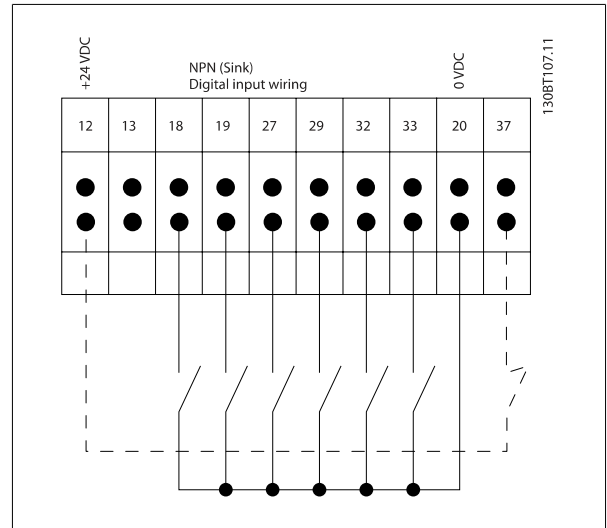 +24 VDC
NPN (Sink)
Digital input wiring
0 VDC
130BT107.11
12 13 18 19 27 29 32 33 20 37